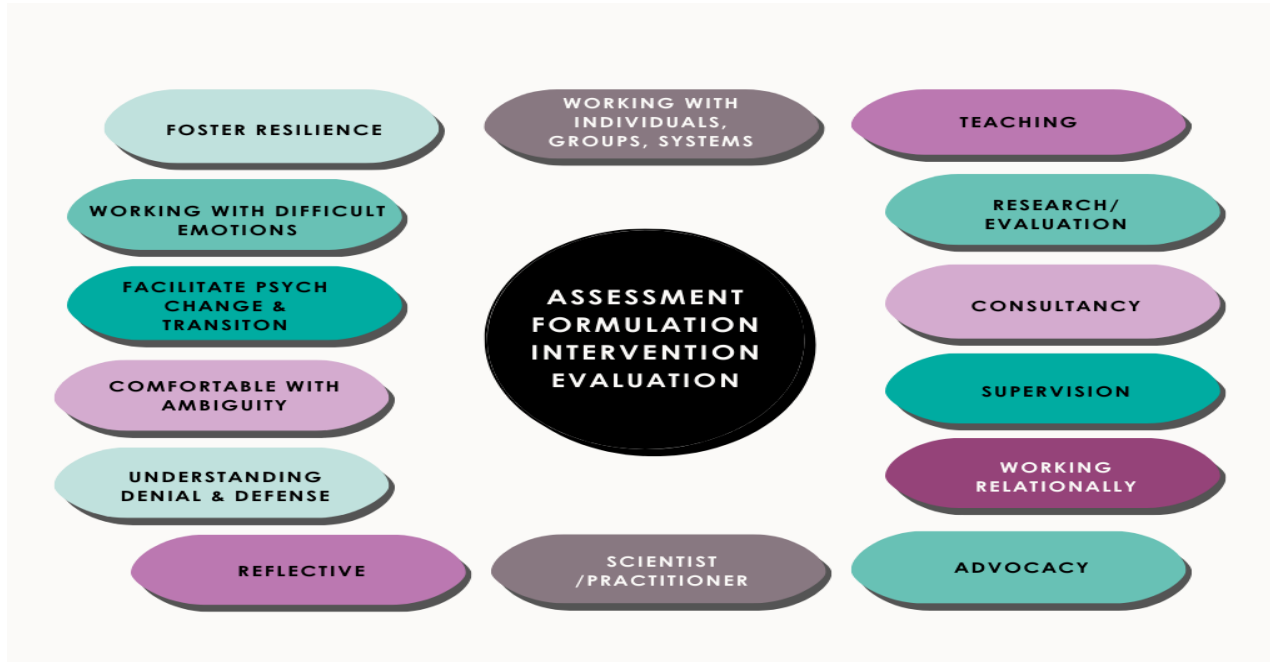 FOSTER RESILIENCE
WORKING WITH
INDIVIDUALS,
GROUPS, SYSTEMS
TEACHING
WORKING WITH DIFFICULT
EMOTIONS
RESEARCH/
EVALUATION
FACILITATE PSYCH
CHANGE &
TRANSITON
ASSESSMENT
FORMULATION
INTERVENTION
EVALUATION
CONSULTANCY
COMFORTABLE WITH
AMBIGUITY
SUPERVISION
UNDERSTANDING
DENIAL & DEFENSE
WORKING
RELATIONALLY
REFLECTIVE
SCIENTIST
/PRACTITIONER
ADVOCACY